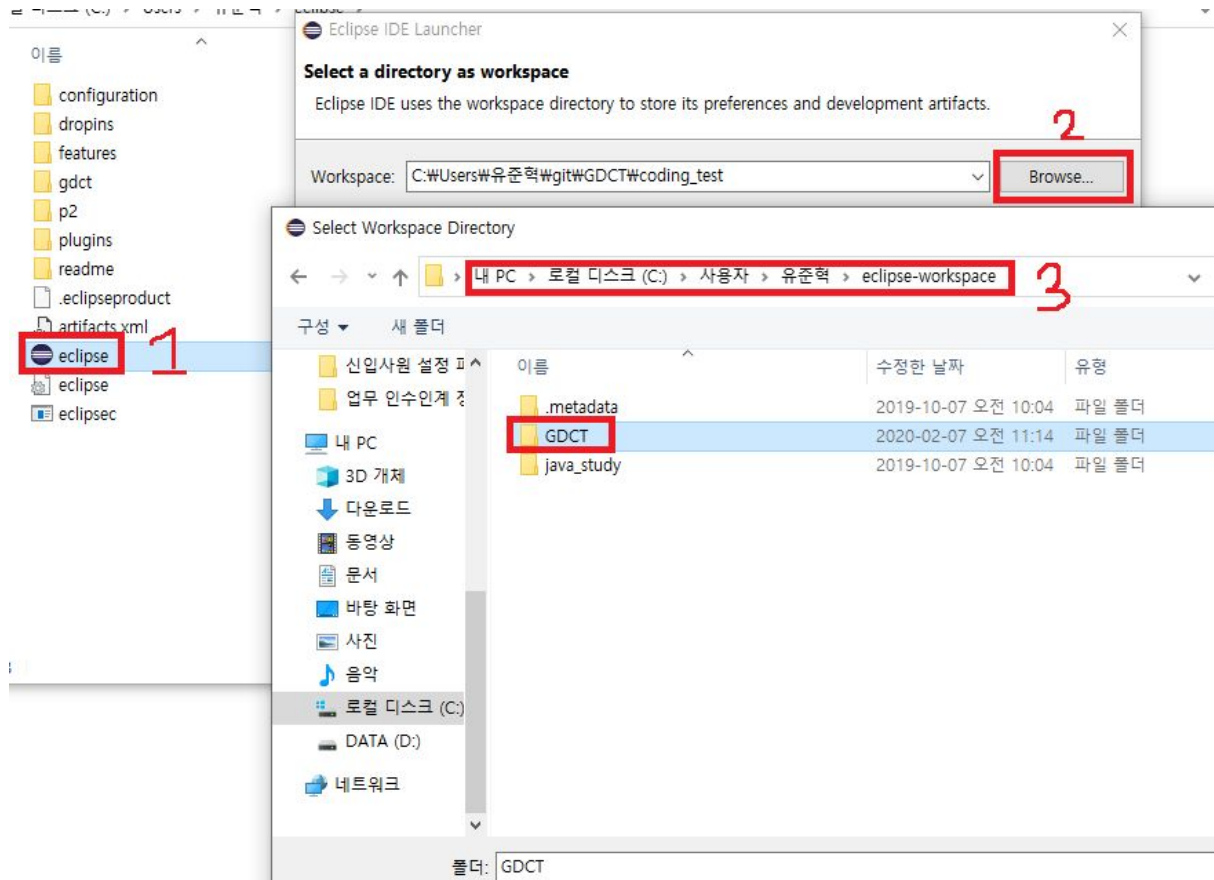 이름
configuration
dropins
features
gdct
p2
plugins
readme
.eclipseproduct
artifacts.xml
eclipse
1
eclipse
eclipsec
Eclipse IDE Launcher
Select a directory as workspace
Eclipse IDE uses the workspace directory to store its preferences and development artifacts.
2
Workspace: C:₩Users₩유준혁₩git₩GDCT₩coding_test
Browse...
Select Workspace Directory
내 PC > 로컬 디스크 (C:) > 사용자 > 유준혁 > eclipse-workspace
3
구성 새 폴더
신입사원 설정
업무 인수인계
내 PC
3D 개체
다운로드
동영상
문서
바탕 화면
사진
음악
로컬 디스크 (C:)
DATA (D:)
네트워크
이름 수정한 날짜 유형
.metadata 2019-10-07 오전 10:04 파일 폴더
GDCT 2020-02-07 오전 11:14 파일 폴더
java_study 2019-10-07 오전 10:04 파일 폴더
폴더: GDCT